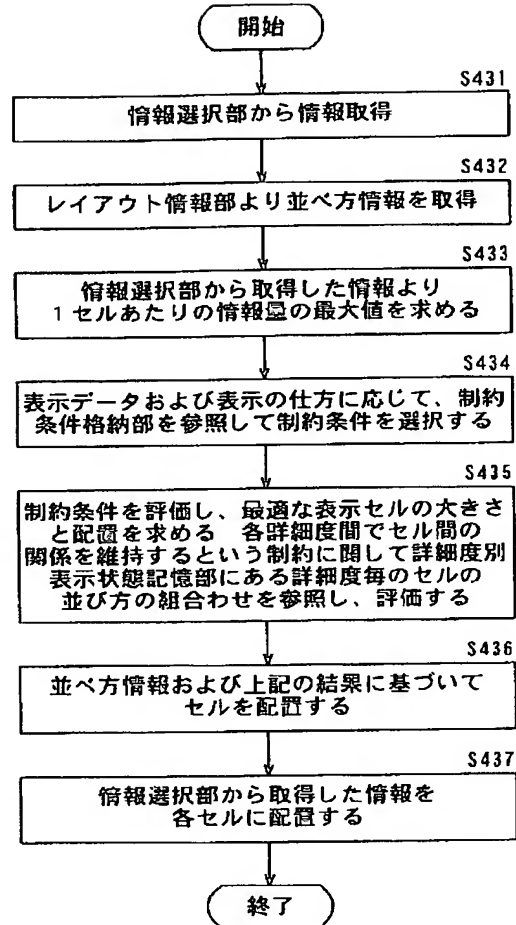 開始
S431
情報選択部から情報取得
S432
レイアウト情報部より並べ方情報を取得
S433
情報選択部から取得した情報より
1セルあたりの情報量の最大値を求める
S434
表示データおよび表示の仕方に応じて、制約
条件格納部を参照して制約条件を選択する
S435
制約条件を評価し、最適な表示セルの大きさ
と配置を求める 各詳細度間でセル間の
関係を維持するという制約に関して詳細度別
表示状態記憶部にある詳細度毎のセルの
並び方の組合わせを参照し、評価する
S436
並べ方情報および上記の結果に基づいて
セルを配置する
S437
情報選択部から取得した情報を
各セルに配置する
終了